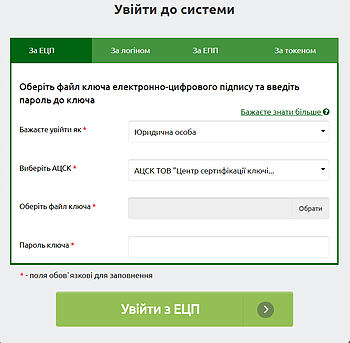 Увійти до системи
За ЕЦП За логіном За ЕПП За токеном
Оберіть файл ключа електронно-цифрового підпису та введіть
пароль до ключа
Бажаєте знати більше ?
Бажаєте увійти як * Юридична особа
Виберіть АЦСК * АЦСК ТОВ "Центр сертифікації ключі...
Оберіть файл ключа * Обрати
Пароль ключа *
* - поля обов`язкові для заповнення
Увійти з ЕЦП